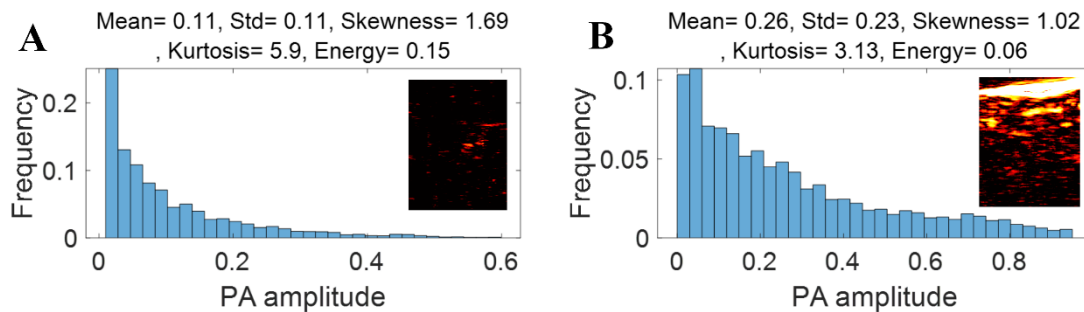 A
Mean= 0.11, Std= 0.11, Skewness= 1.69
, Kurtosis= 5.9, Energy= 0.15
Frequency
0.2
0.1
0
0
0.2
0.4
0.6
PA amplitude
B
Mean= 0.26, Std= 0.23, Skewness= 1.02
, Kurtosis= 3.13, Energy= 0.06
Frequency
0.1
0.05
0
0
0.2
0.4
0.6
0.8
PA amplitude